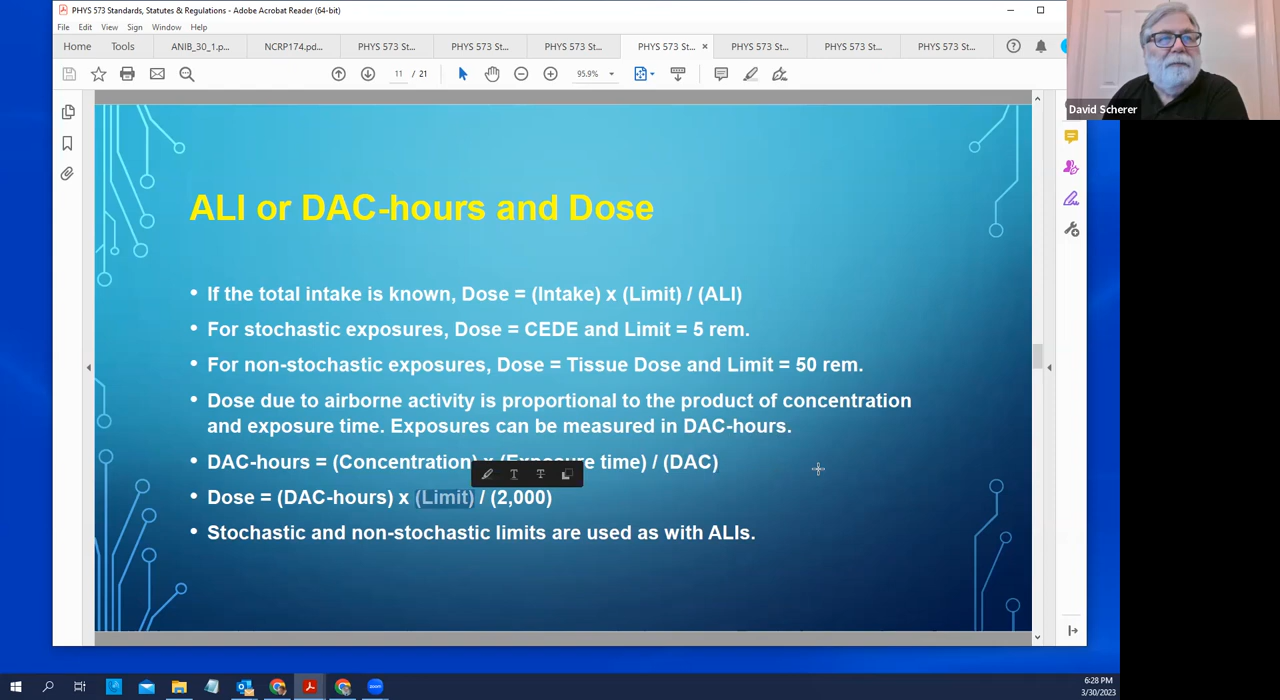 PHYS 573 Standards, Statutes & Regulations - Adobe Acrobat Reader (64-bit)
File Edit View Sign Window Help
Home Tools ANIB_30_1.p... NCRP174.pd... PHYS 573 St... PHYS 573 St... PHYS 573 St... PHYS 573 St... × PHYS 573 St... PHYS 573 St... PHYS 573 St...
11 / 21 95.9%
David Scherer
ALI or DAC-hours and Dose
• If the total intake is known, Dose = (Intake) x (Limit) / (ALI)
• For stochastic exposures, Dose = CEDE and Limit = 5 rem.
• For non-stochastic exposures, Dose = Tissue Dose and Limit = 50 rem.
• Dose due to airborne activity is proportional to the product of concentration
and exposure time. Exposures can be measured in DAC-hours.
• DAC-hours = (Concentration) x (Exposure time) / (DAC)
• Dose = (DAC-hours) x (Limit) / (2,000)
• Stochastic and non-stochastic limits are used as with ALIs.
zoom
6:28 PM
3/30/2023